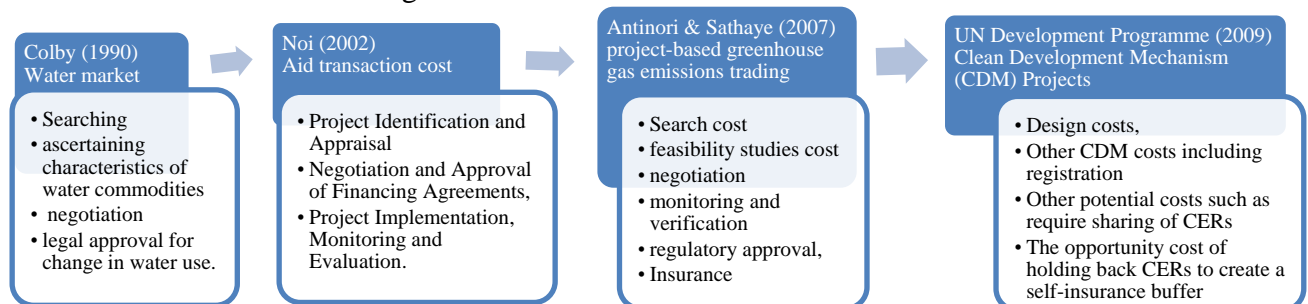 Colby (1990)
Water market
• Searching
• ascertaining
characteristics of
water commodities
• negotiation
• legal approval for
change in water use.
Noi (2002)
Aid transaction cost
• Project Identification and
Appraisal
• Negotiation and Approval
of Financing Agreements,
• Project Implementation,
Monitoring and
Evaluation.
Antinori & Sathaye (2007)
project-based greenhouse
gas emissions trading
• Search cost
• feasibility studies cost
• negotiation
• monitoring and
verification
• regulatory approval,
• Insurance
UN Development Programme (2009)
Clean Development Mechanism
(CDM) Projects
• Design costs,
• Other CDM costs including
registration
• Other potential costs such as
require sharing of CERs
• The opportunity cost of
holding back CERs to create a
self-insurance buffer